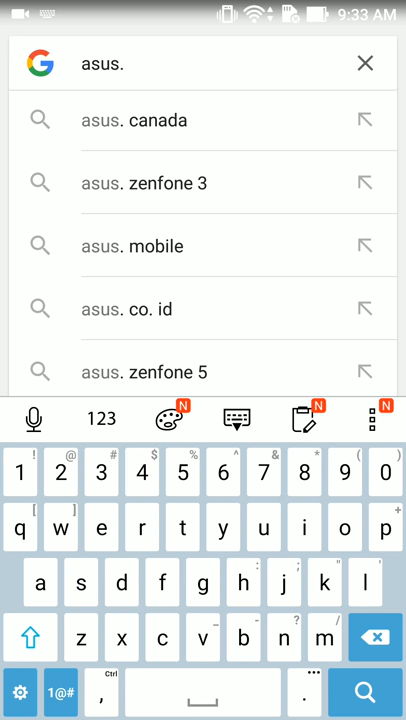 9:33 AM
G asus.
asus. canada
asus. zenfone 3
asus. mobile
asus. co. id
asus. zenfone 5
123 N N N
! @ # $ % ^ & * ( )
1 2 3 4 5 6 7 8 9 0
[ ] +
q w e r t y u i o p
: ; " '
a s d f g h j k l
_ - ? /
z x c v b n m
Ctrl ...
1@# , .